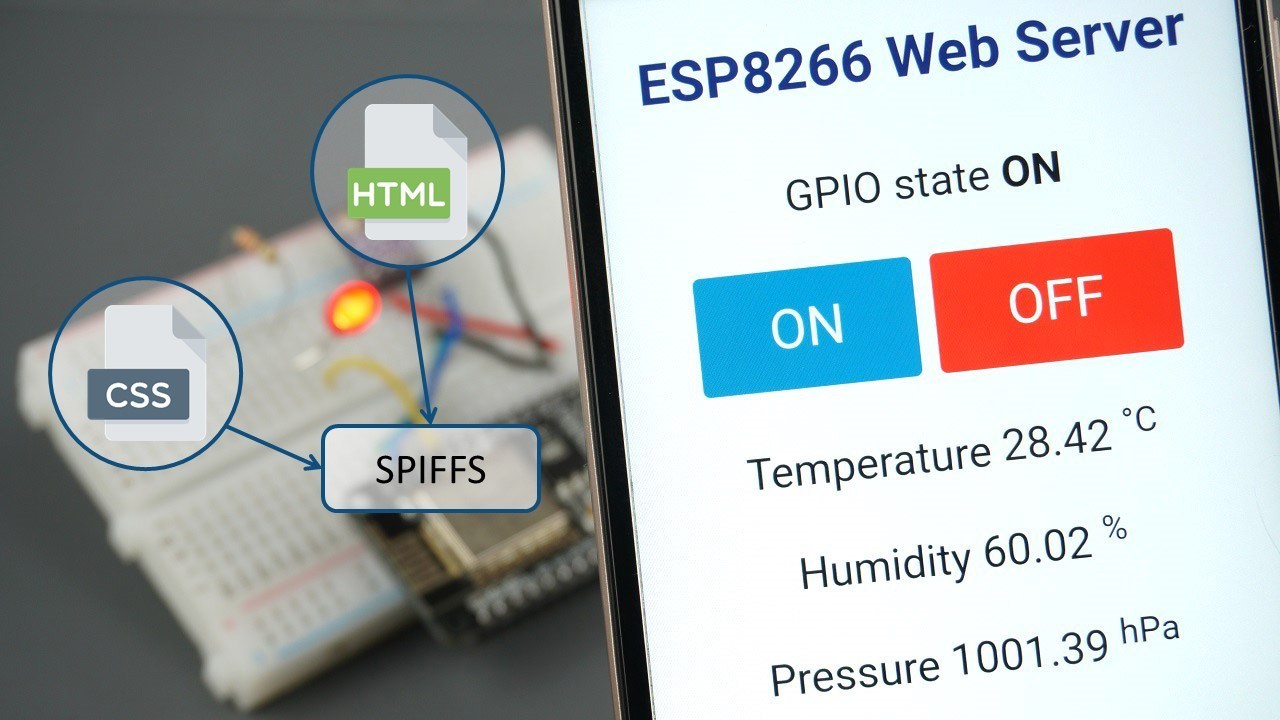 HTML
CSS
SPIFFS
ESP8266 Web Server
GPIO state ON
ON
OFF
Temperature 28.42 °C
Humidity 60.02 %
Pressure 1001.39 hPa